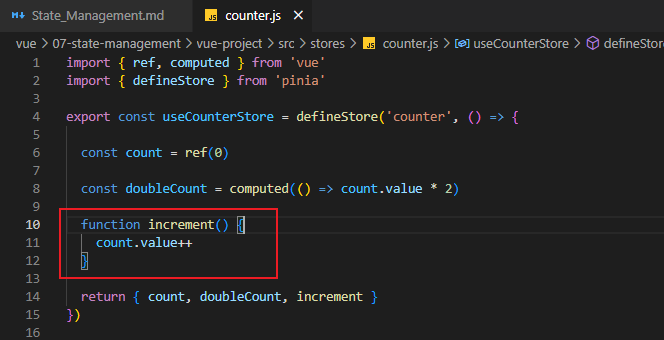 State_Management.md counter.js
vue > 07-state-management > vue-project > src > stores > counter.js > useCounterStore > defineStor
1 import { ref, computed } from 'vue'
2 import { defineStore } from 'pinia'
3
4 export const useCounterStore = defineStore('counter', () => {
5
6 const count = ref(0)
7
8 const doubleCount = computed(() => count.value * 2)
9
10 function increment() {
11 count.value++
12 }
13
14 return { count, doubleCount, increment }
15 })
16